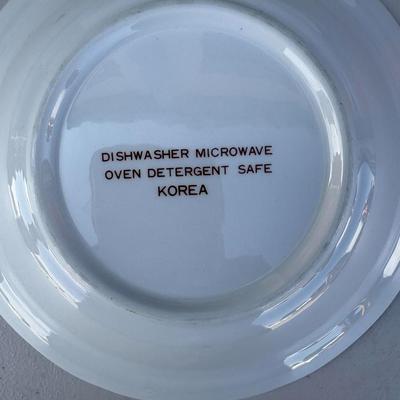 DISHWASHER MICROWAVE
OVEN DETERGENT SAFE
KOREA